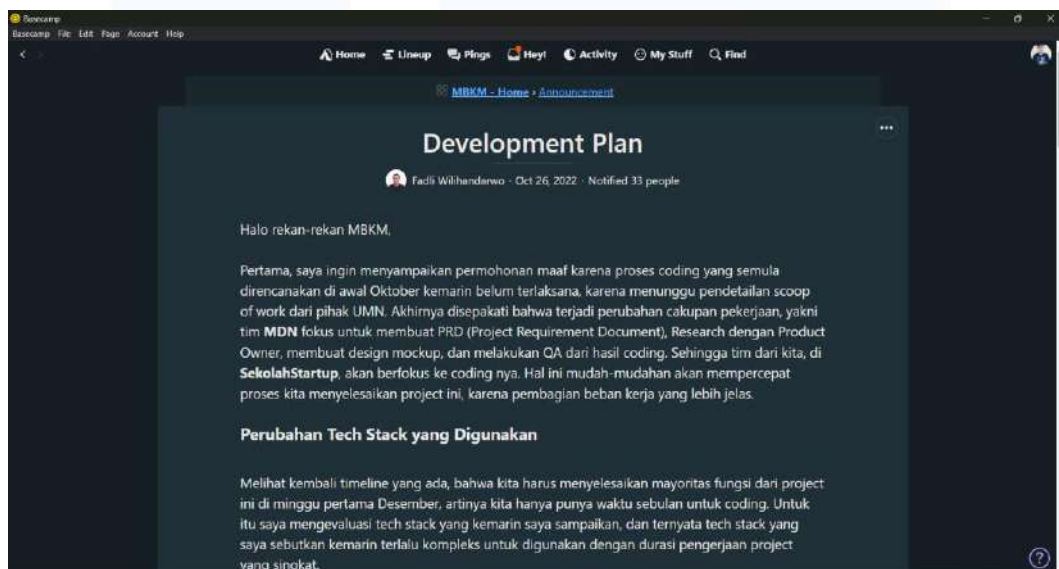 Basecamp
Basecamp File Edit Page Account Help
Home Lineup Pings Hey! Activity My Stuff Find
MBKM - Home › Announcement
Development Plan
Fadli Wilihandarwo - Oct 26, 2022 · Notified 33 people
Halo rekan-rekan MBKM,
Pertama, saya ingin menyampaikan permohonan maaf karena proses coding yang semula
direncanakan di awal Oktober kemarin belum terlaksana, karena menunggu pendetailan scoop
of work dari pihak UMN. Akhirnya disepakati bahwa terjadi perubahan cakupan pekerjaan, yakni
tim MDN fokus untuk membuat PRD (Project Requirement Document), Research dengan Product
Owner, membuat design mockup, dan melakukan QA dari hasil coding. Sehingga tim dari kita, di
SekolahStartup, akan berfokus ke coding nya. Hal ini mudah-mudahan akan mempercepat
proses kita menyelesaikan project ini, karena pembagian beban kerja yang lebih jelas.
Perubahan Tech Stack yang Digunakan
Melihat kembali timeline yang ada, bahwa kita harus menyelesaikan mayoritas fungsi dari project
ini di minggu pertama Desember, artinya kita hanya punya waktu sebulan untuk coding. Untuk
itu saya mengevaluasi tech stack yang kemarin saya sampaikan, dan ternyata tech stack yang
saya sebutkan kemarin terlalu kompleks untuk digunakan dengan durasi pengerjaan project
yang singkat.